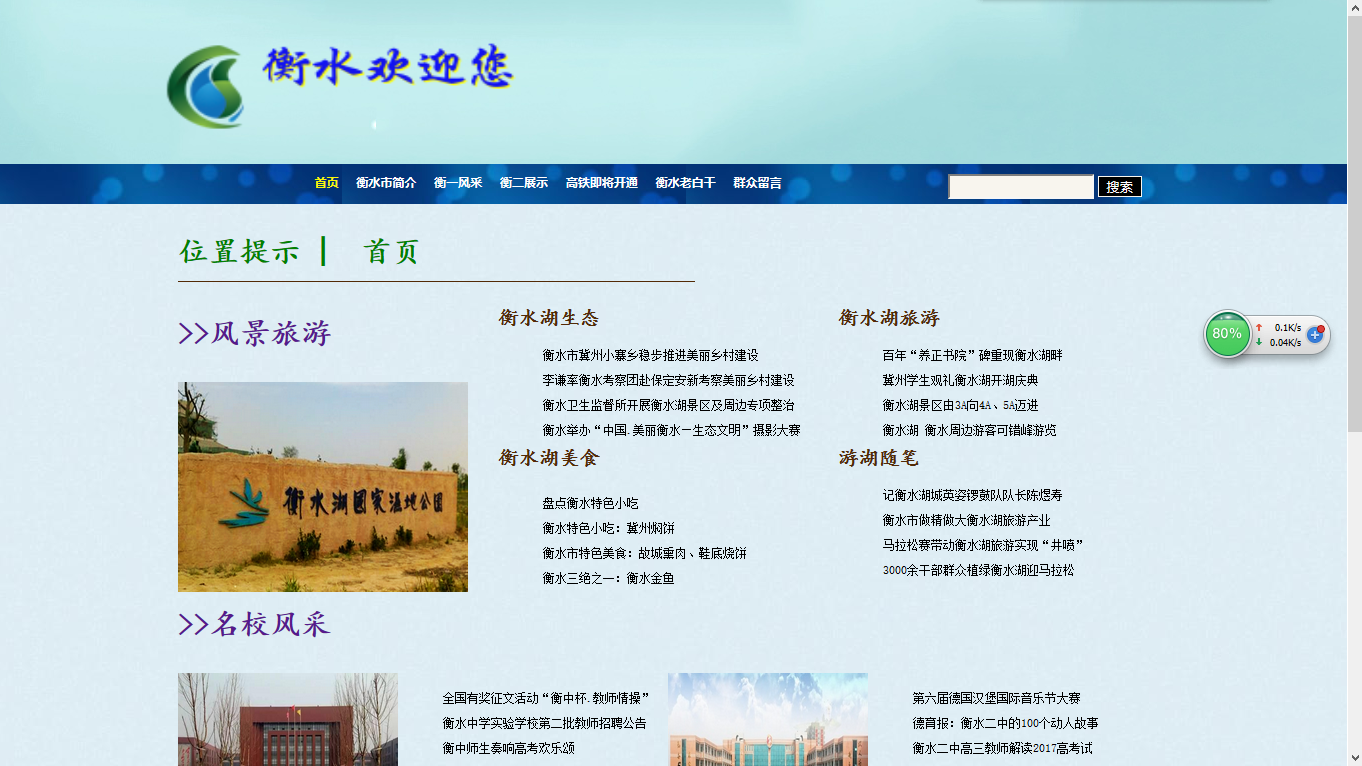 衡水欢迎您
首页 衡水市简介 衡一风采 衡二展示 高铁即将开通 衡水老白干 群众留言 搜索
位置提示 | 首页
>>风景旅游
衡水湖国家湿地公园
衡水湖生态
衡水市冀州小寨乡稳步推进美丽乡村建设
李谦率衡水考察团赴保定安新考察美丽乡村建设
衡水卫生监督所开展衡水湖景区及周边专项整治
衡水举办“中国.美丽衡水—生态文明”摄影大赛
衡水湖旅游
百年“养正书院”碑重现衡水湖畔
冀州学生观礼衡水湖开湖庆典
衡水湖景区由3A向4A、5A迈进
衡水湖 衡水周边游客可错峰游览
衡水湖美食
盘点衡水特色小吃
衡水特色小吃：冀州焖饼
衡水市特色美食：故城熏肉、鞋底烧饼
衡水三绝之一：衡水金鱼
游湖随笔
记衡水湖城英姿锣鼓队队长陈煜寿
衡水市做精做大衡水湖旅游产业
马拉松赛带动衡水湖旅游实现“井喷”
3000余干部群众植绿衡水湖迎马拉松
80%
0.1K/s
0.04K/s
>>名校风采
全国有奖征文活动“衡中杯.教师情操”
衡水中学实验学校第二批教师招聘公告
衡中师生奏响高考欢乐颂
第六届德国汉堡国际音乐节大赛
德育报：衡水二中的100个动人故事
衡水二中高三教师解读2017高考试